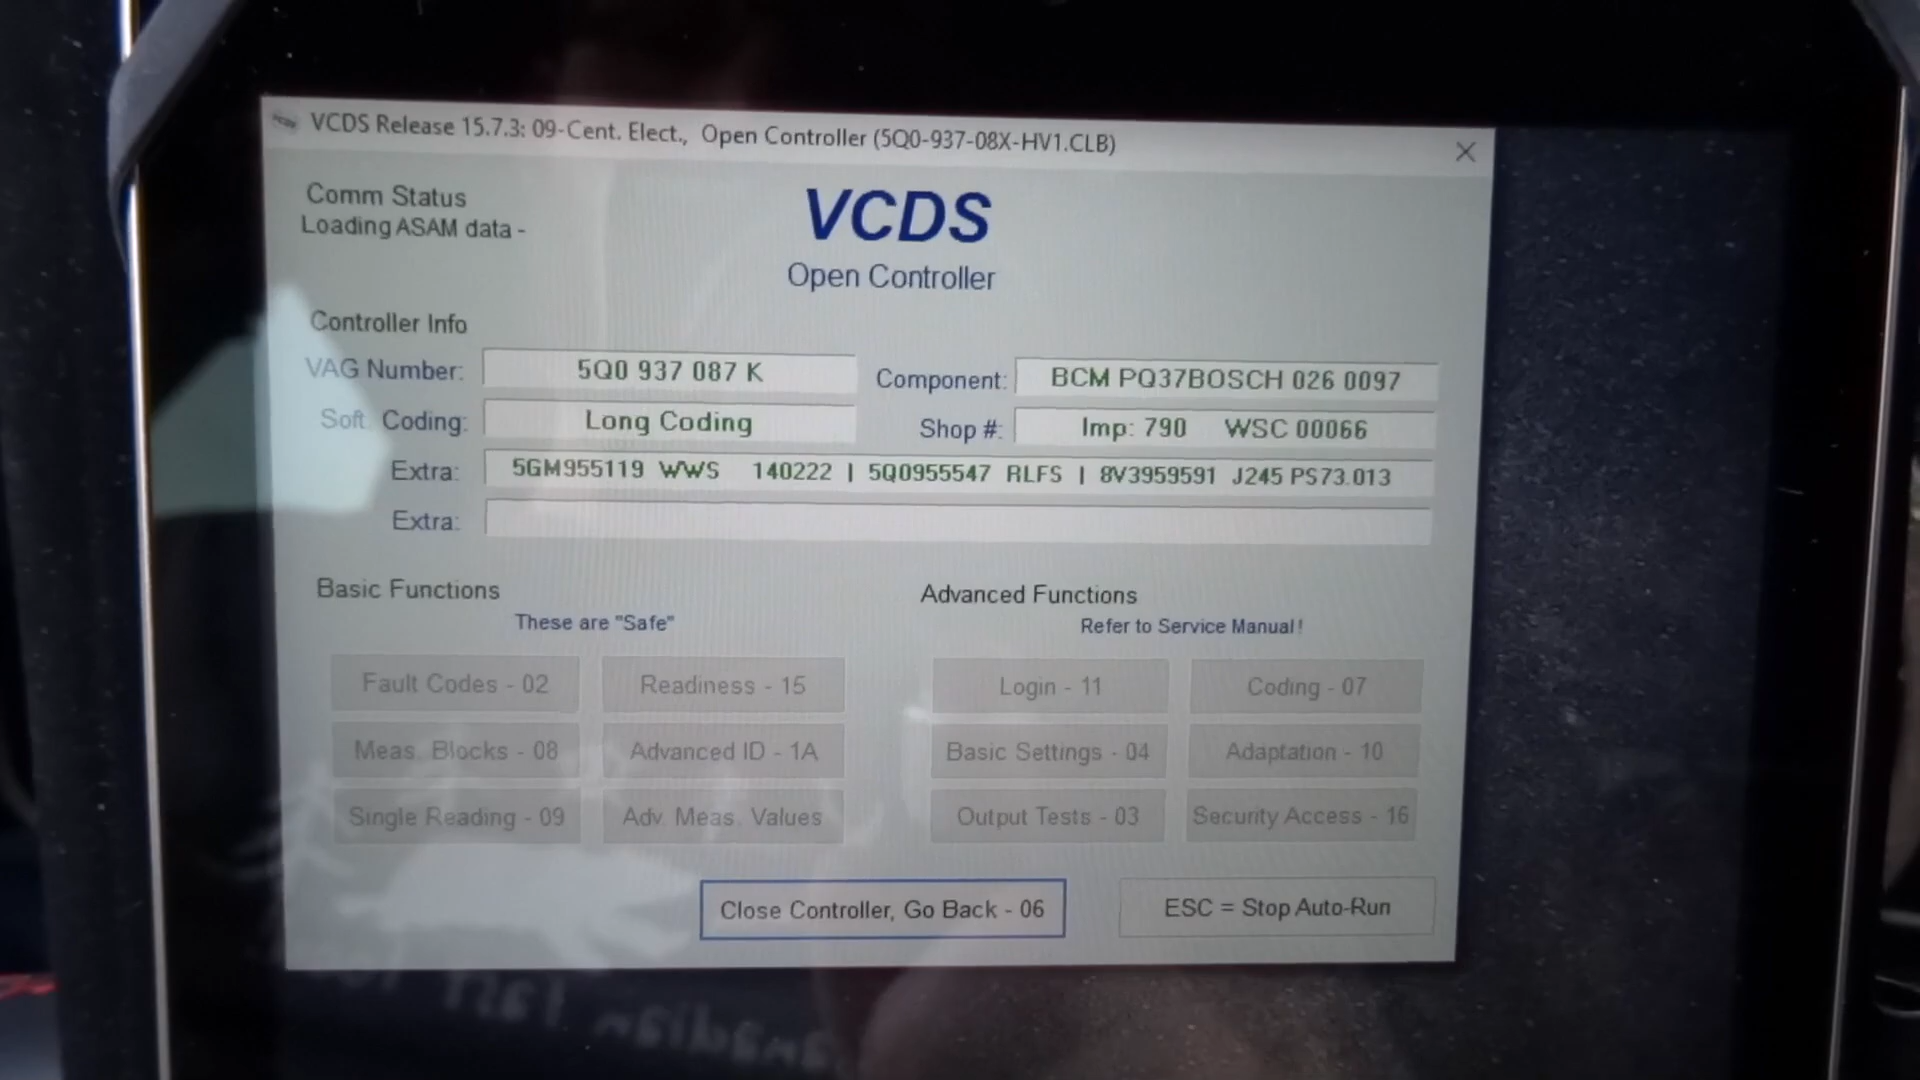 VCDS Release 15.7.3: 09-Cent. Elect., Open Controller (5Q0-937-08X-HV1.CLB)
Comm Status
Loading ASAM data -
VCDS
Open Controller
Controller Info
VAG Number: 5Q0 937 087 K Component: BCM PQ37BOSCH 026 0097
Soft. Coding: Long Coding Shop #: Imp: 790 WSC 00066
Extra: 5GM955119 WWS 140222 | 5Q0955547 RLFS | 8V3959591 J245 PS73.013
Extra:
Basic Functions Advanced Functions
These are "Safe" Refer to Service Manual!
Fault Codes - 02 Readiness - 15 Login - 11 Coding - 07
Meas. Blocks - 08 Advanced ID - 1A Basic Settings - 04 Adaptation - 10
Single Reading - 09 Adv. Meas. Values Output Tests - 03 Security Access - 16
Close Controller, Go Back - 06 ESC = Stop Auto-Run